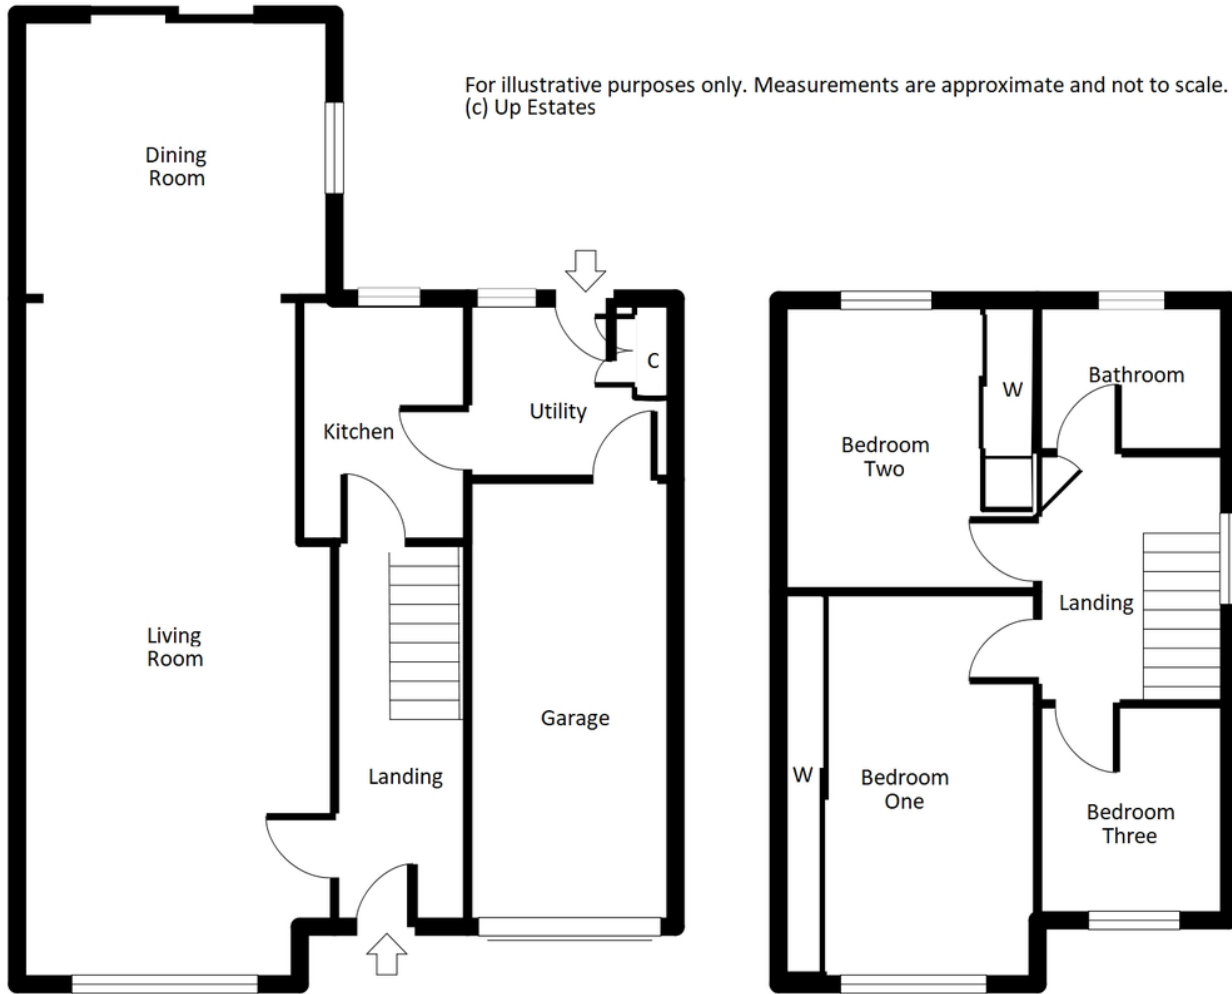 For illustrative purposes only. Measurements are approximate and not to scale.
(c) Up Estates
Dining
Room
C
Utility
Kitchen
Living
Room
Garage
Landing
W
Bathroom
Bedroom
Two
Landing
W
Bedroom
One
Bedroom
Three